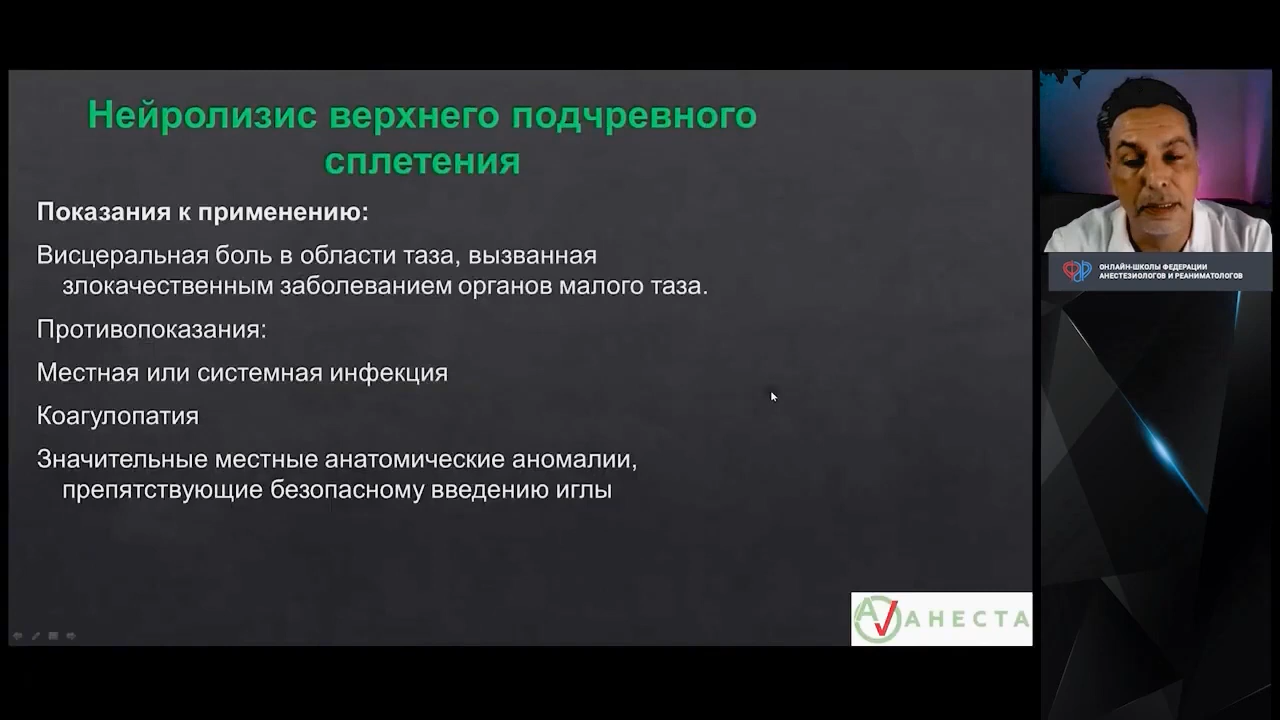 Нейролизис верхнего подчревного
сплетения
Показания к применению:
Висцеральная боль в области таза, вызванная
злокачественным заболеванием органов малого таза.
Противопоказания:
Местная или системная инфекция
Коагулопатия
Значительные местные анатомические аномалии,
препятствующие безопасному введению иглы
АНЕСТА
ОНЛАЙН-ШКОЛЫ ФЕДЕРАЦИИ
АНЕСТЕЗИОЛОГОВ И РЕАНИМАТОЛОГОВ